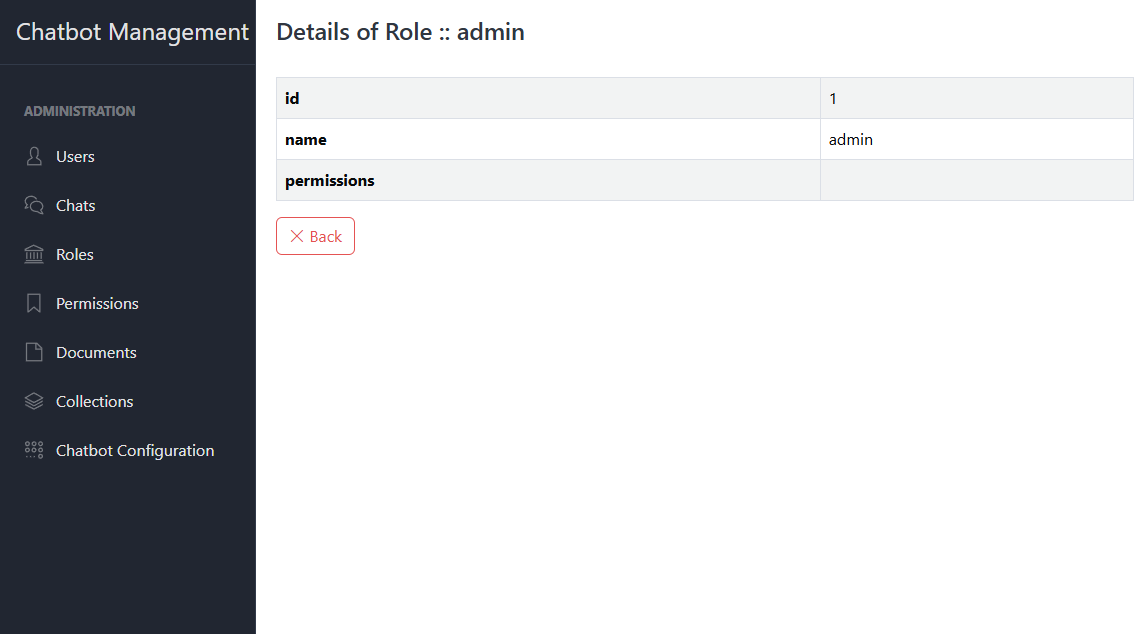 Chatbot Management
ADMINISTRATION
Users
Chats
Roles
Permissions
Documents
Collections
Chatbot Configuration
Details of Role :: admin
id 1
name admin
permissions
Back